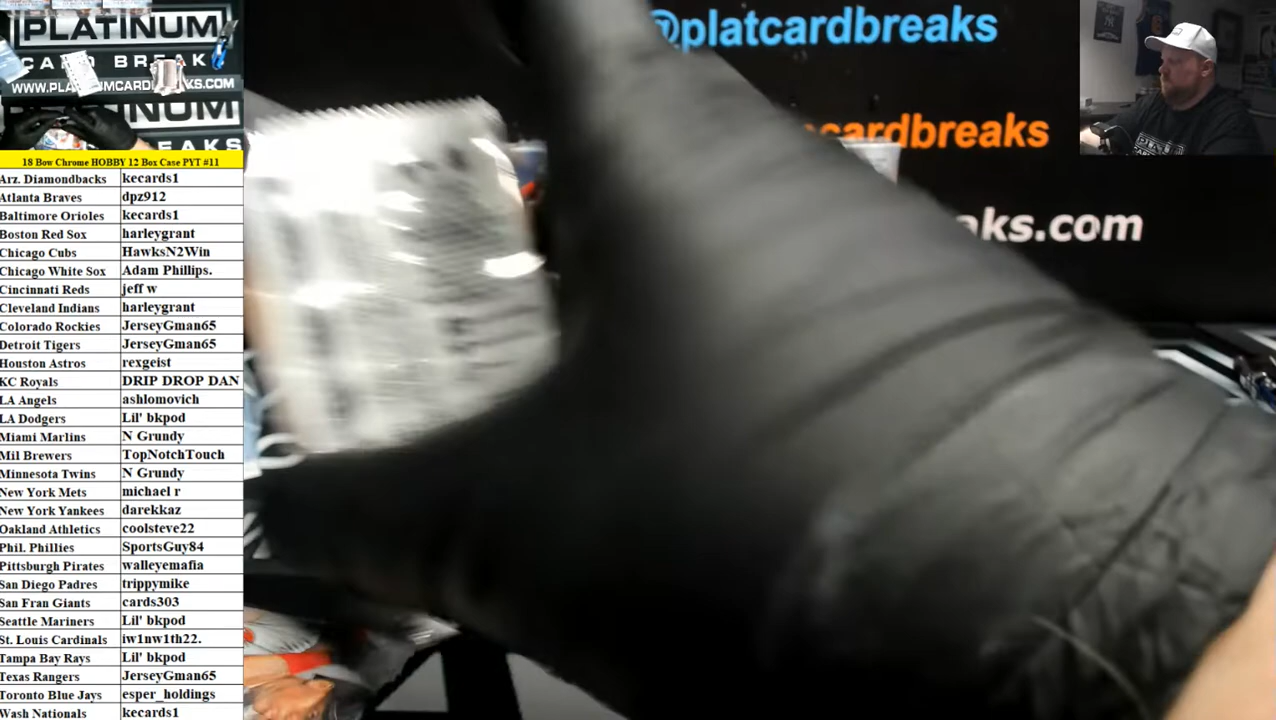 PLATINUM
CARD BREAKS
WWW.PLATINUMCARDBREAKS.COM
PLATINUM
18 Bow Chrome HOBBY 12 Box Case PYT #11
Arz. Diamondbacks kecards1
Atlanta Braves dpz912
Baltimore Orioles kecards1
Boston Red Sox harleygrant
Chicago Cubs HawksN2Win
Chicago White Sox Adam Phillips.
Cincinnati Reds jeff w
Cleveland Indians harleygrant
Colorado Rockies JerseyGman65
Detroit Tigers JerseyGman65
Houston Astros rexgeist
KC Royals DRIP DROP DAN
LA Angels ashlomovich
LA Dodgers Lil' bkpod
Miami Marlins N Grundy
Mil Brewers TopNotchTouch
Minnesota Twins N Grundy
New York Mets michael r
New York Yankees darekkaz
Oakland Athletics coolsteve22
Phil. Phillies SportsGuy84
Pittsburgh Pirates walleyemafia
San Diego Padres trippymike
San Fran Giants cards303
Seattle Mariners Lil' bkpod
St. Louis Cardinals iw1nw1th22.
Tampa Bay Rays Lil' bkpod
Texas Rangers JerseyGman65
Toronto Blue Jays esper_holdings
Wash Nationals kecards1
@platcardbreaks
cardbreaks
eaks.com